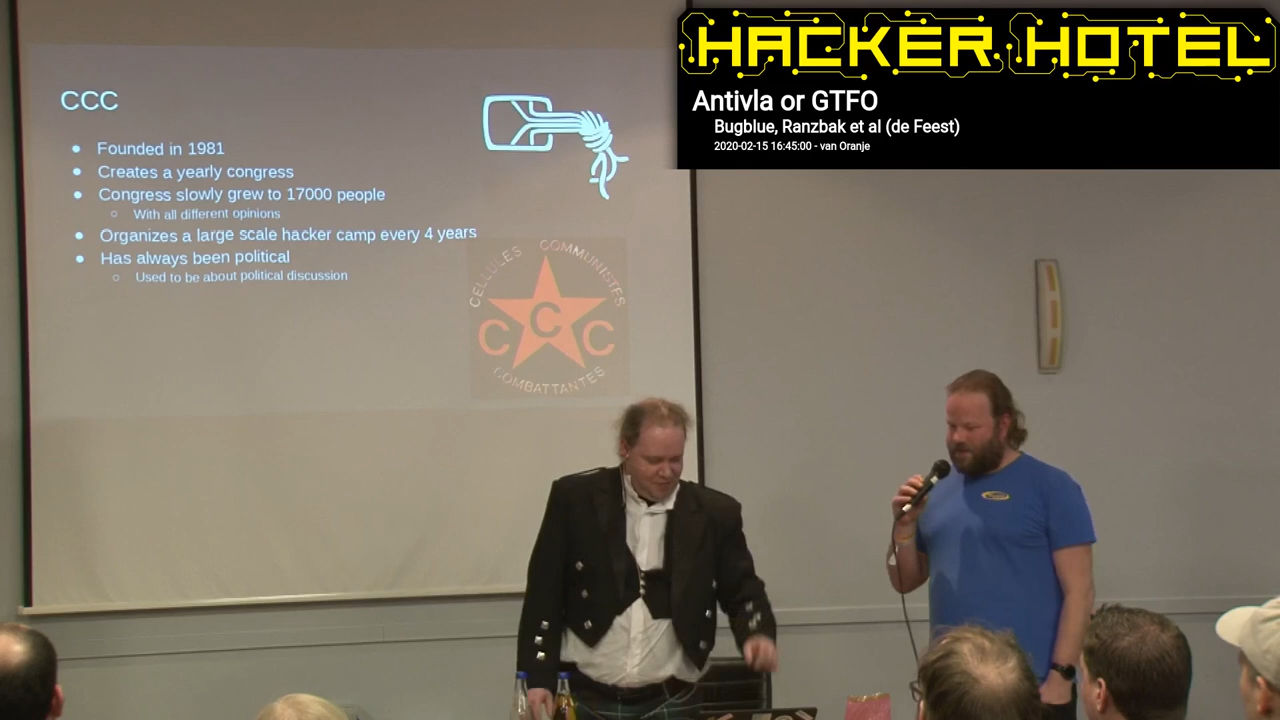 HACKER HOTEL
Antivla or GTFO
Bugblue, Ranzbak et al (de Feest)
2020-02-15 16:45:00 - van Oranje
CCC
Founded in 1981
Creates a yearly congress
Congress slowly grew to 17000 people
With all different opinions
Organizes a large scale hacker camp every 4 years
Has always been political
Used to be about political discussion
CELLULES COMMUNISTES
C C C
COMBATTANTES